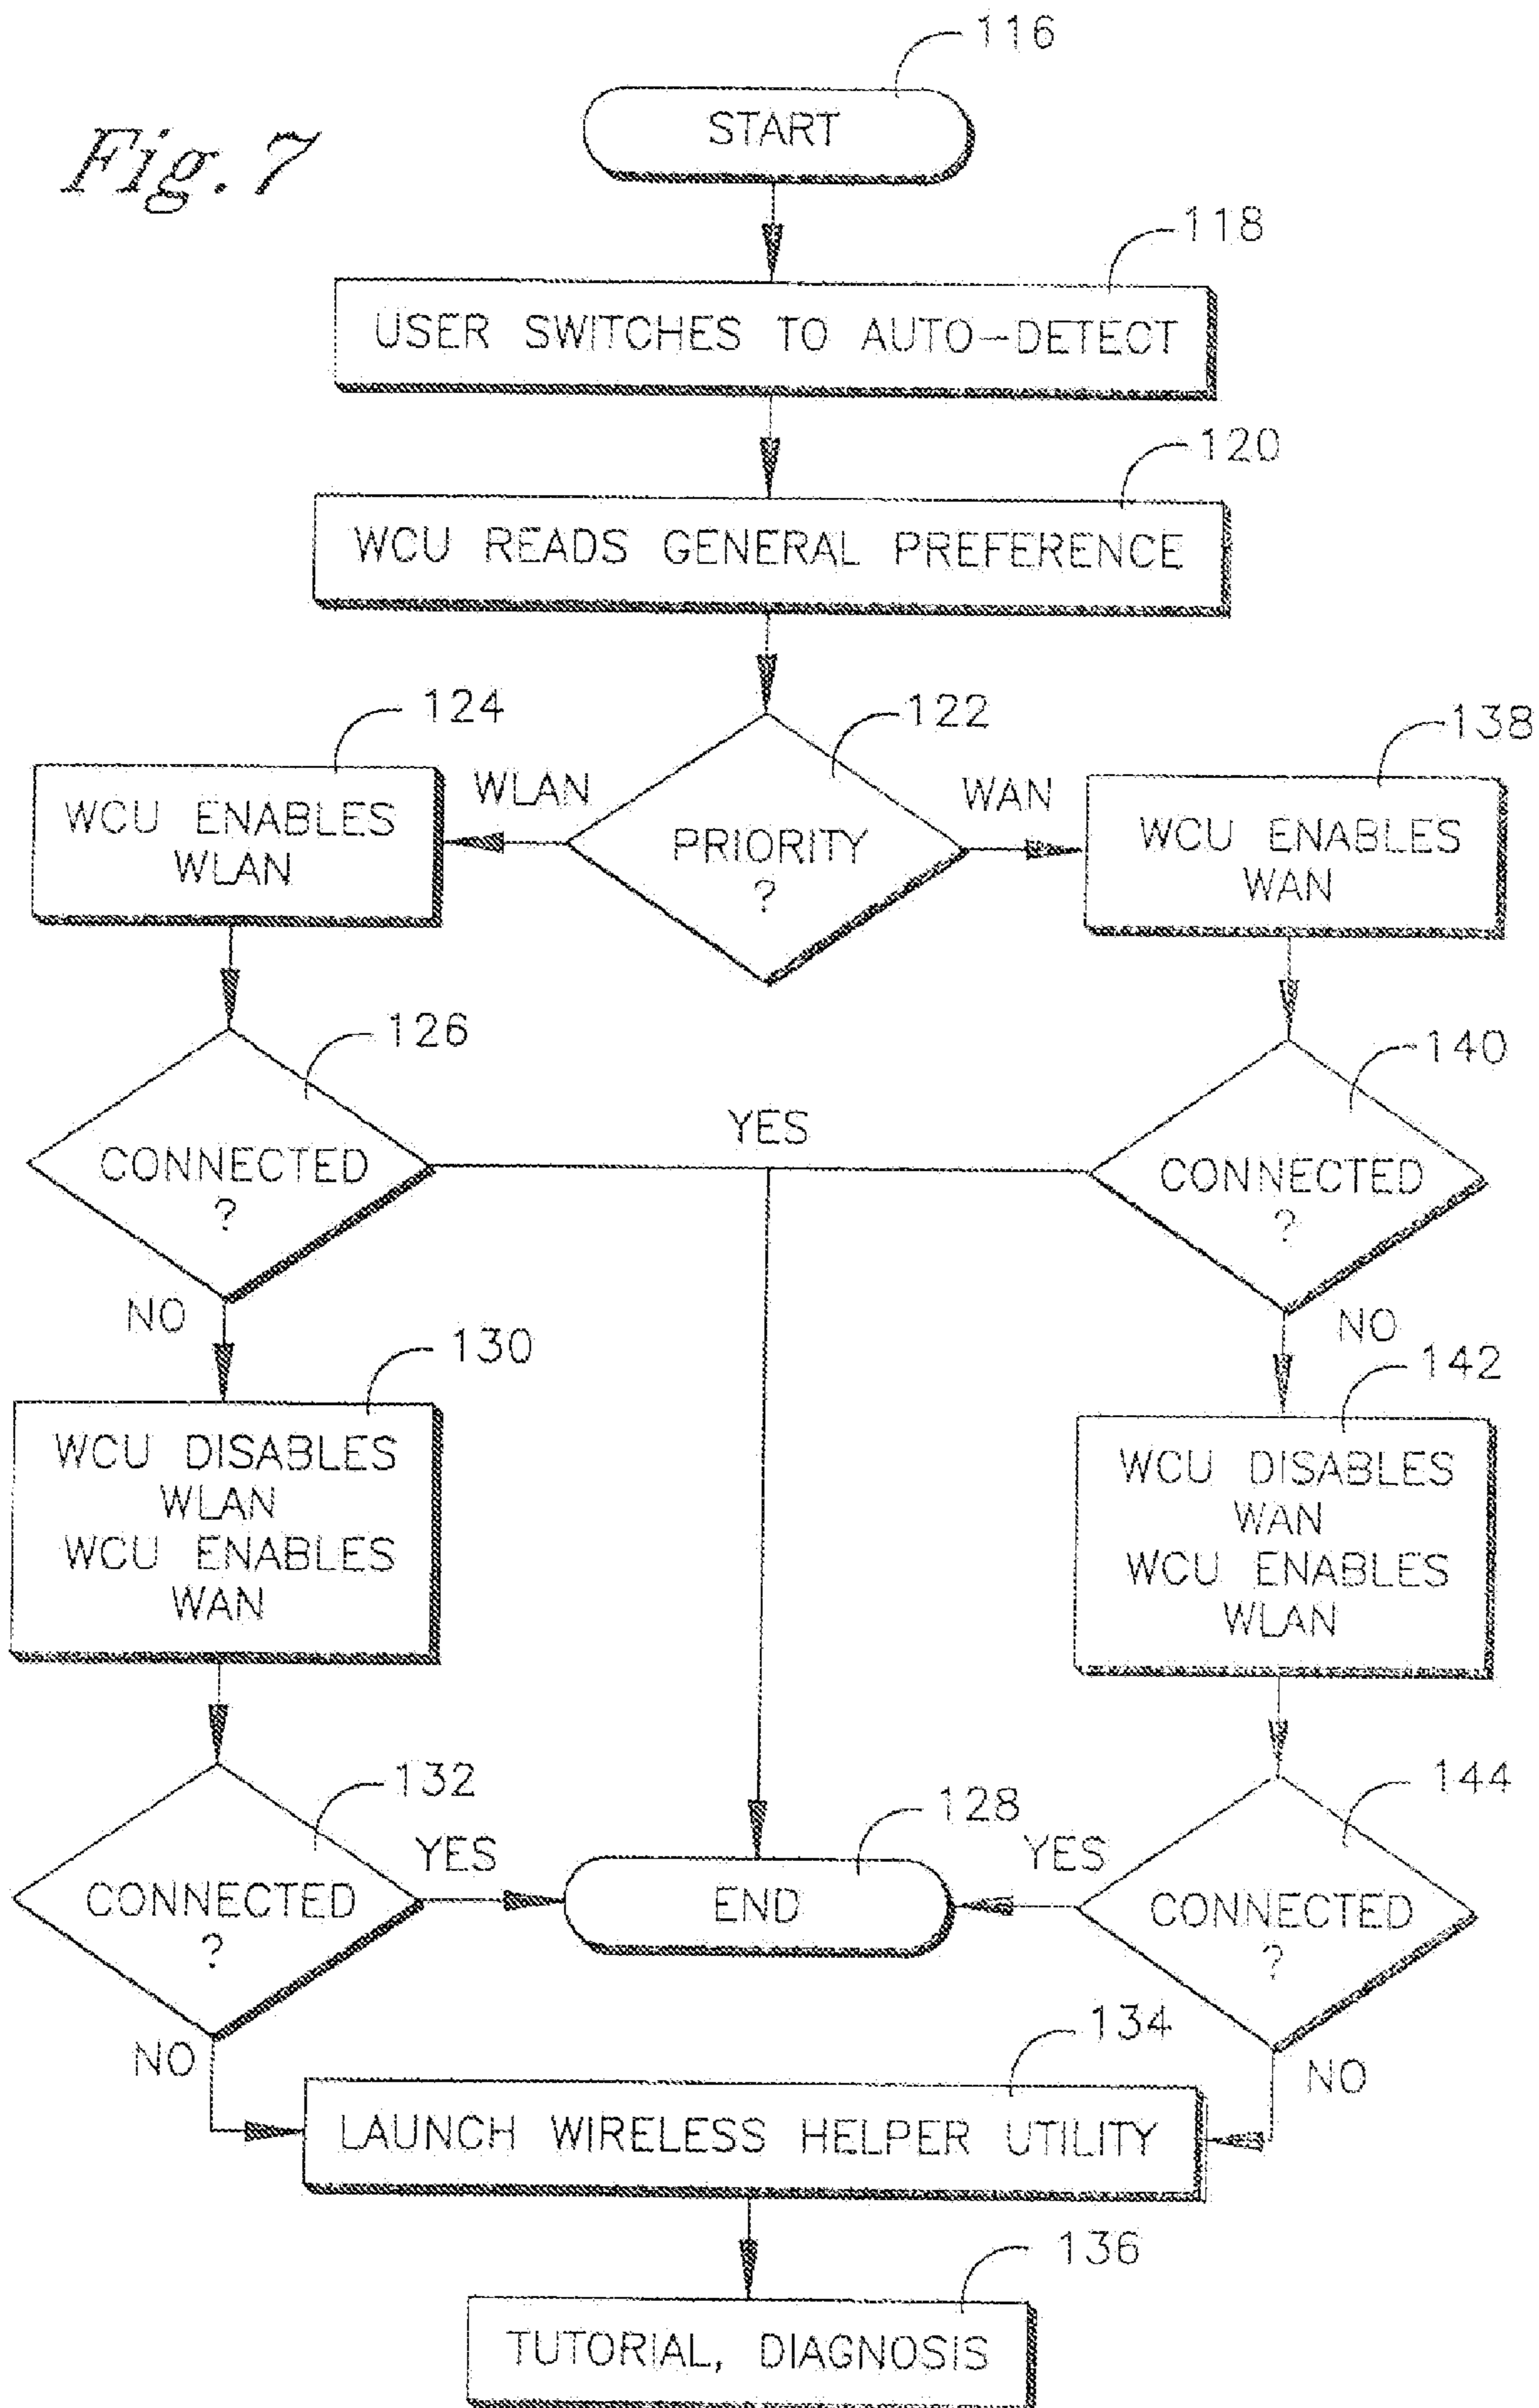 116
START
Fig. 7
118
USER SWITCHES TO AUTO-DETECT
120
WCU READS GENERAL PREFERENCE
124
122
138
WCU ENABLES
WLAN
WLAN
PRIORITY
?
WAN
WCU ENABLES
WAN
126
CONNECTED
?
YES
140
CONNECTED
?
NO
NO
130
WCU DISABLES
WLAN
WCU ENABLES
WAN
142
WCU DISABLES
WAN
WCU ENABLES
WLAN
132
CONNECTED
?
YES
128
END
YES
144
CONNECTED
?
NO
NO
134
LAUNCH WIRELESS HELPER UTILITY
136
TUTORIAL, DIAGNOSIS